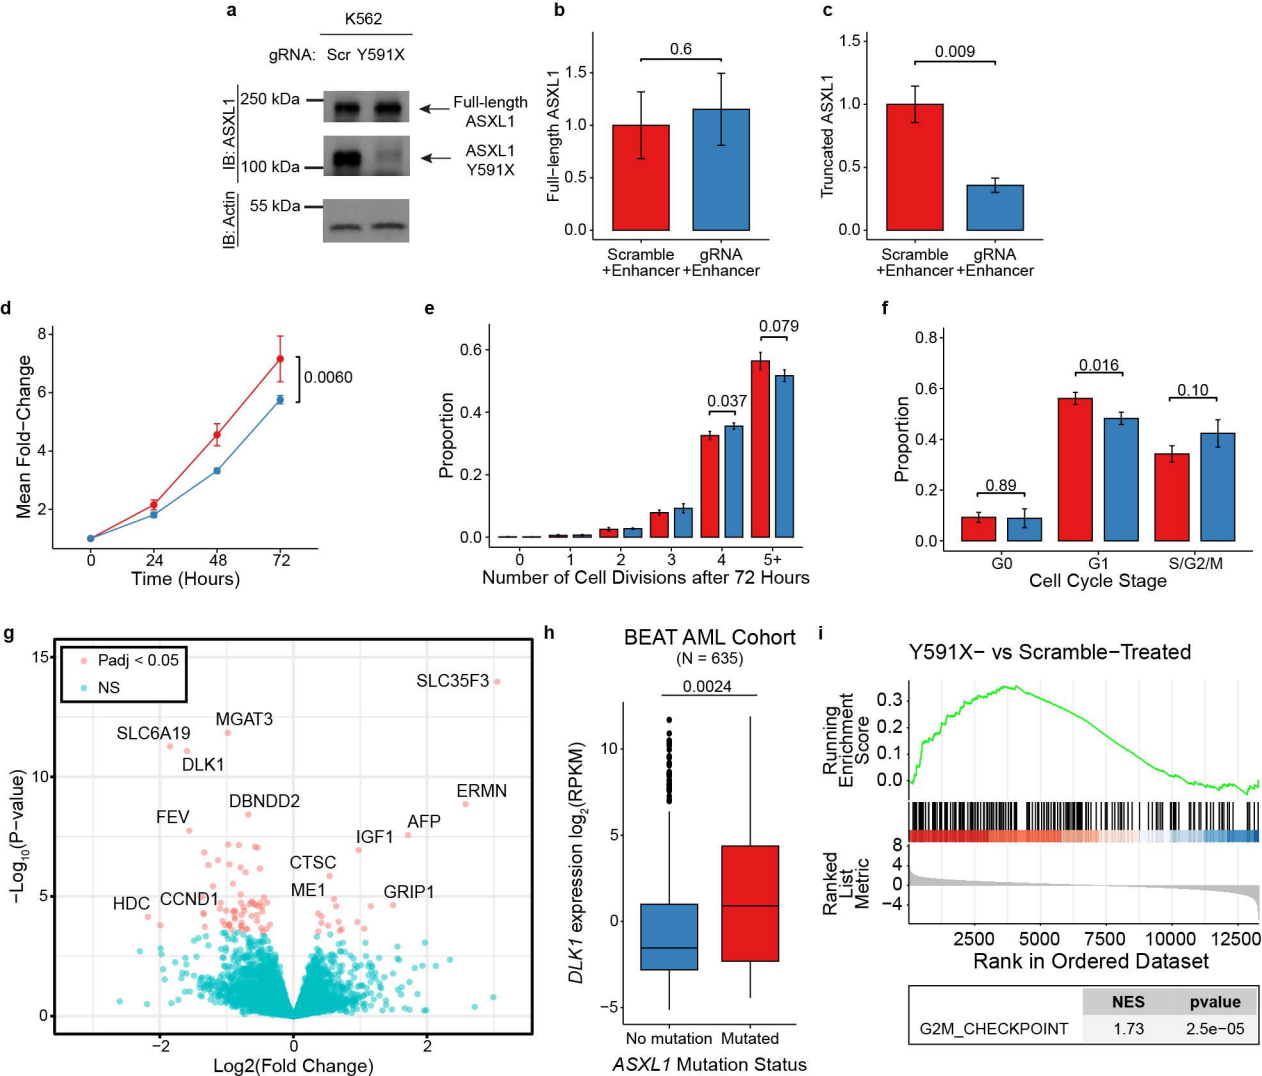 a
K562
gRNA: Scr Y591X
IB: ASXL1
250 kDa
Full-length
ASXL1
100 kDa
ASXL1
Y591X
IB: Actin
55 kDa
b
Full−length ASXL1
1.5
1.0
0.5
0.0
0.6
Scramble
+Enhancer
gRNA
+Enhancer
c
Truncated ASXL1
1.5
1.0
0.5
0.0
0.009
Scramble
+Enhancer
gRNA
+Enhancer
d
Mean Fold−Change
8
6
4
2
0.0060
0 24 48 72
Time (Hours)
e
Proportion
0.6
0.4
0.2
0.0
0.037
0.079
0 1 2 3 4 5+
Number of Cell Divisions after 72 Hours
f
Proportion
0.8
0.6
0.4
0.2
0.0
0.89
0.016
0.10
G0 G1 S/G2/M
Cell Cycle Stage
g
−Log10(P−value)
15
10
5
0
Padj < 0.05
NS
SLC35F3
MGAT3
SLC6A19
DLK1
ERMN
DBNDD2
FEV
AFP
IGF1
CTSC
ME1
GRIP1
HDC
CCND1
−2 0 2
Log2(Fold Change)
h
BEAT AML Cohort
(N = 635)
0.0024
DLK1 expression log2(RPKM)
10
5
0
−5
No mutation Mutated
ASXL1 Mutation Status
i
Y591X− vs Scramble−Treated
Running
Enrichment
Score
0.3
0.2
0.1
0.0
Ranked
List
Metric
8
4
0
−4
2500 5000 7500 10000 12500
Rank in Ordered Dataset
NES pvalue
G2M_CHECKPOINT 1.73 2.5e−05